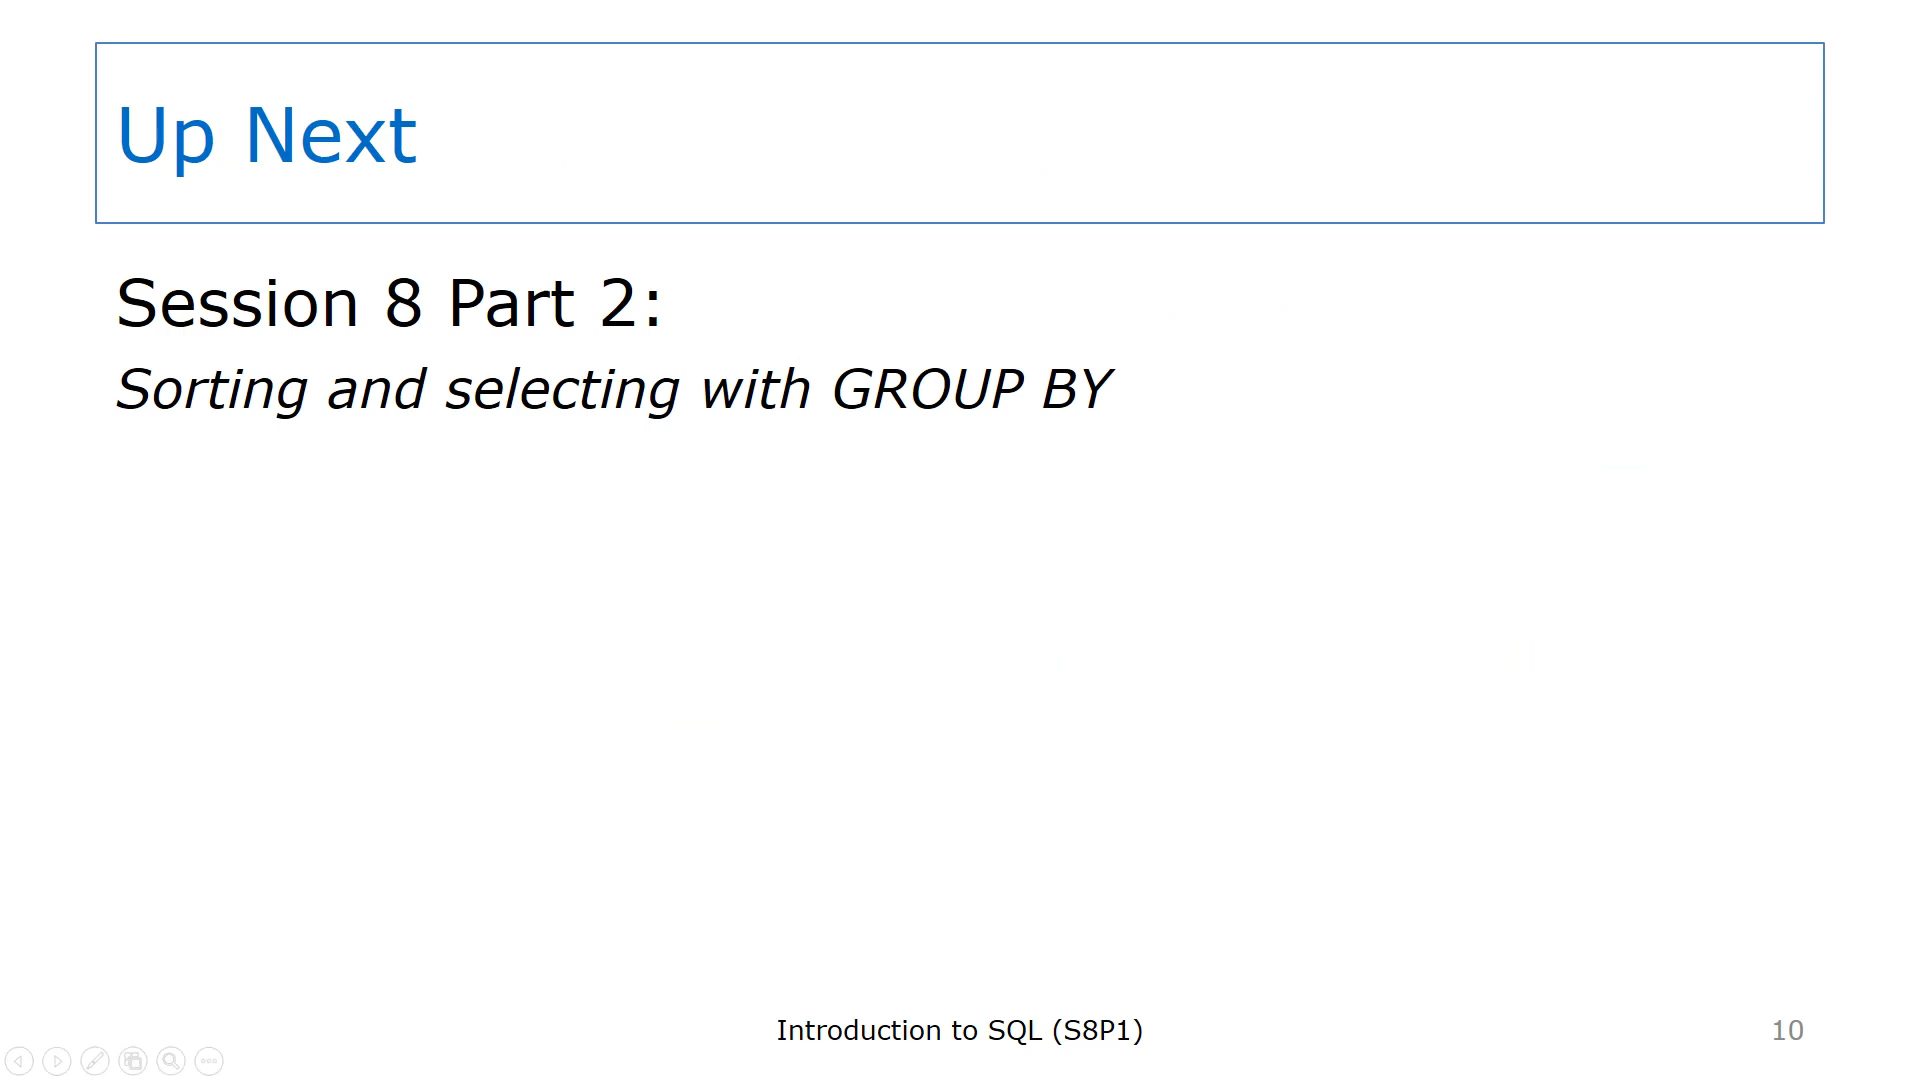 Up Next
Session 8 Part 2:
Sorting and selecting with GROUP BY
Introduction to SQL (S8P1)
10